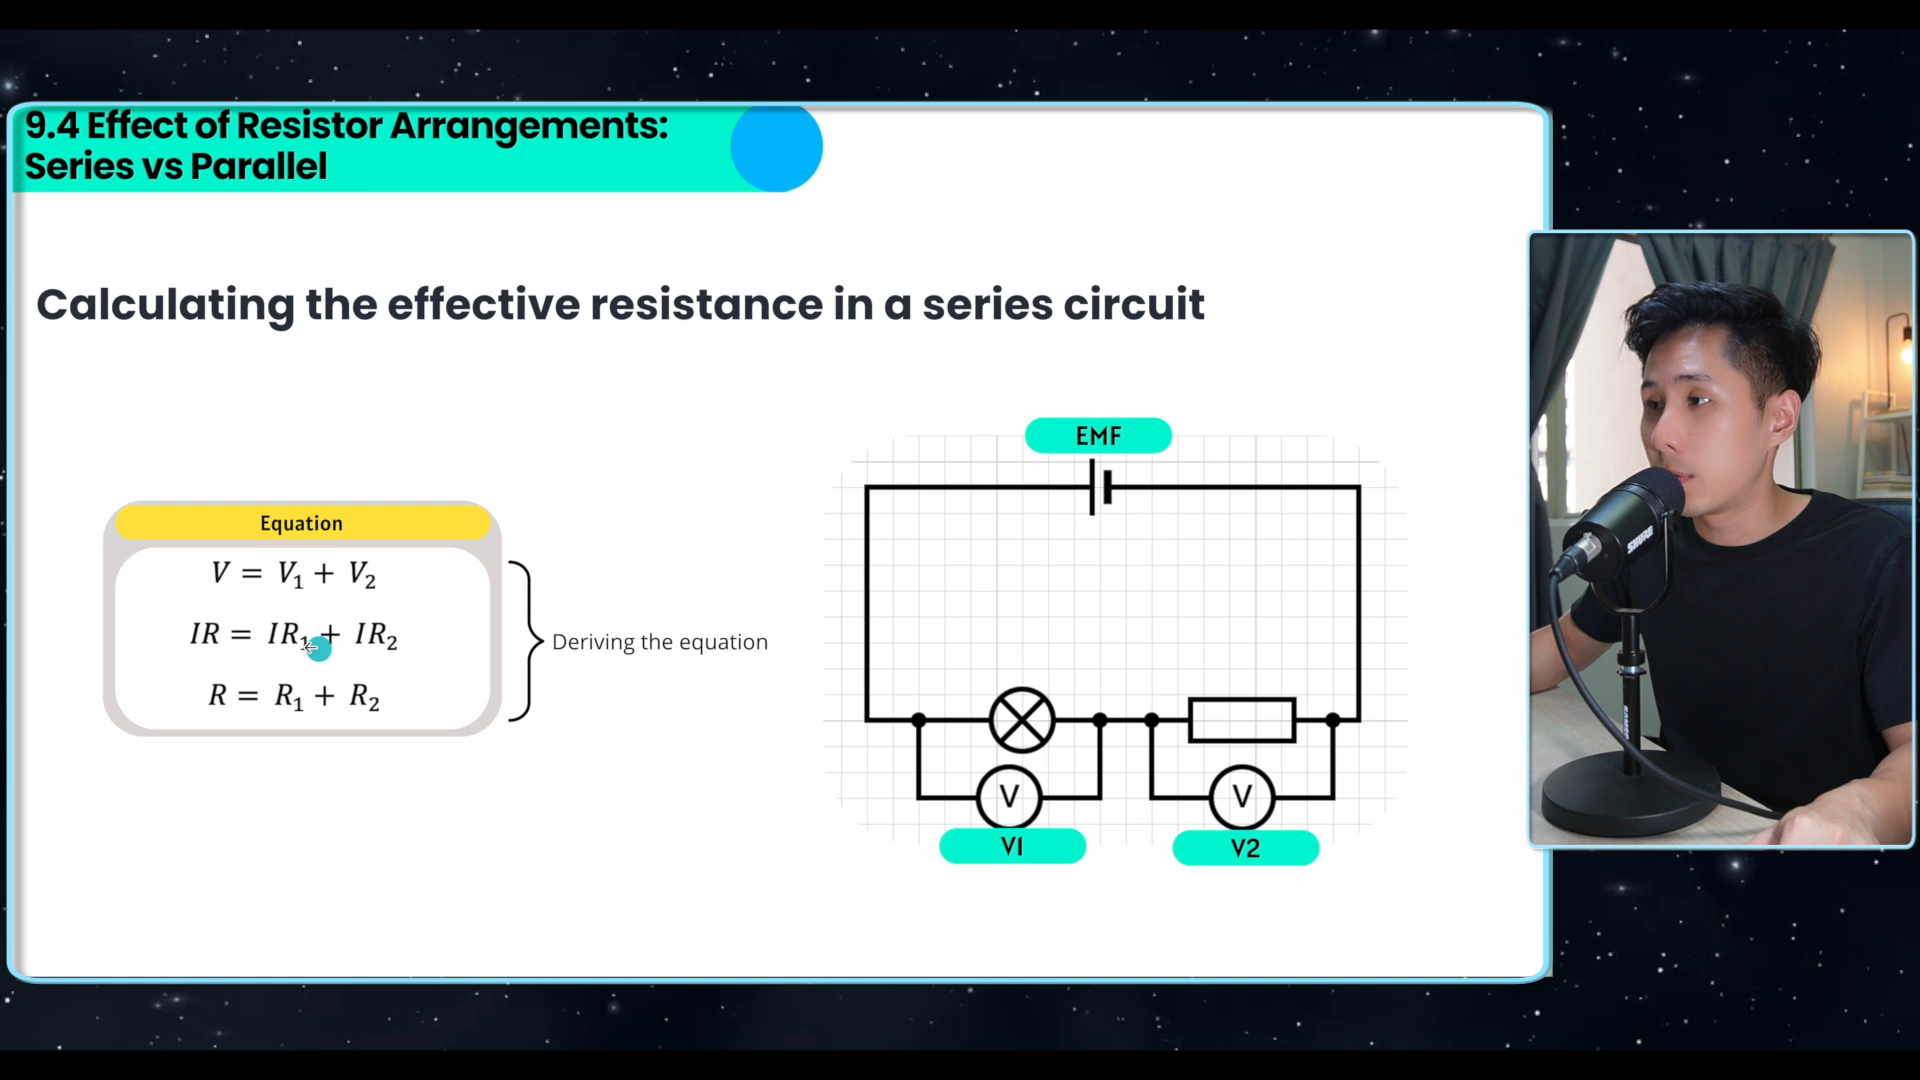 9.4 Effect of Resistor Arrangements:
Series vs Parallel
Calculating the effective resistance in a series circuit
Equation
V = V₁ + V₂
IR = IR₁ + IR₂
R = R₁ + R₂
Deriving the equation
EMF
V
V
V1
V2
SHURE